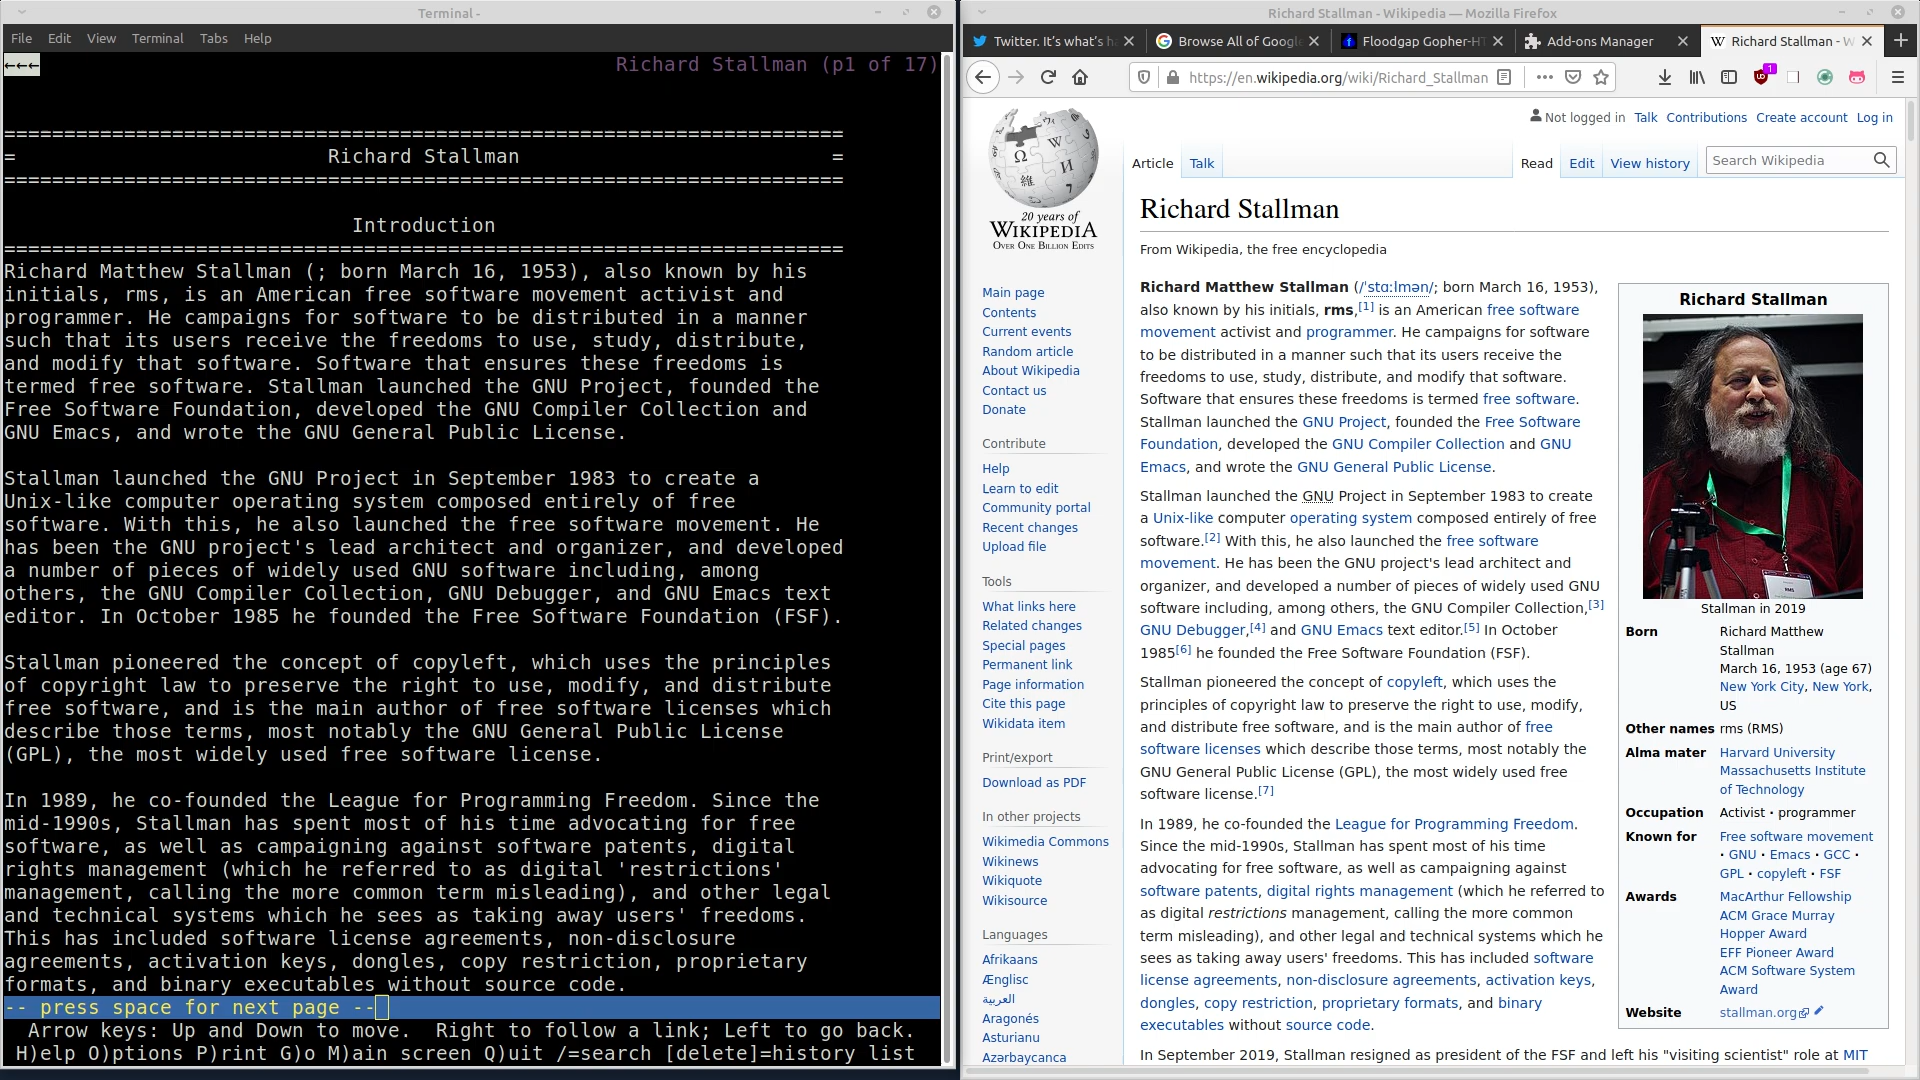 Terminal -
File Edit View Terminal Tabs Help
←←← Richard Stallman (p1 of 17)
======================================================================
= Richard Stallman =
======================================================================
Introduction
======================================================================
Richard Matthew Stallman (; born March 16, 1953), also known by his
initials, rms, is an American free software movement activist and
programmer. He campaigns for software to be distributed in a manner
such that its users receive the freedoms to use, study, distribute,
and modify that software. Software that ensures these freedoms is
termed free software. Stallman launched the GNU Project, founded the
Free Software Foundation, developed the GNU Compiler Collection and
GNU Emacs, and wrote the GNU General Public License.
Stallman launched the GNU Project in September 1983 to create a
Unix-like computer operating system composed entirely of free
software. With this, he also launched the free software movement. He
has been the GNU project's lead architect and organizer, and developed
a number of pieces of widely used GNU software including, among
others, the GNU Compiler Collection, GNU Debugger, and GNU Emacs text
editor. In October 1985 he founded the Free Software Foundation (FSF).
Stallman pioneered the concept of copyleft, which uses the principles
of copyright law to preserve the right to use, modify, and distribute
free software, and is the main author of free software licenses which
describe those terms, most notably the GNU General Public License
(GPL), the most widely used free software license.
In 1989, he co-founded the League for Programming Freedom. Since the
mid-1990s, Stallman has spent most of his time advocating for free
software, as well as campaigning against software patents, digital
rights management (which he referred to as digital 'restrictions'
management, calling the more common term misleading), and other legal
and technical systems which he sees as taking away users' freedoms.
This has included software license agreements, non-disclosure
agreements, activation keys, dongles, copy restriction, proprietary
formats, and binary executables without source code.
-- press space for next page --
Arrow keys: Up and Down to move. Right to follow a link; Left to go back.
H)elp O)ptions P)rint G)o M)ain screen Q)uit /=search [delete]=history list
Richard Stallman - Wikipedia — Mozilla Firefox
Twitter. It's what's h
Browse All of Googl
Floodgap Gopher-HT
Add-ons Manager
Richard Stallman - W
https://en.wikipedia.org/wiki/Richard_Stallman
1
Not logged in Talk Contributions Create account Log in
Article Talk Read Edit View history Search Wikipedia
20 years of
WIKIPEDIA
OVER ONE BILLION EDITS
Main page
Contents
Current events
Random article
About Wikipedia
Contact us
Donate
Contribute
Help
Learn to edit
Community portal
Recent changes
Upload file
Tools
What links here
Related changes
Special pages
Permanent link
Page information
Cite this page
Wikidata item
Print/export
Download as PDF
In other projects
Wikimedia Commons
Wikinews
Wikiquote
Wikisource
Languages
Afrikaans
Ænglisc
العربية
Aragonés
Asturianu
Azərbaycanca
Richard Stallman
From Wikipedia, the free encyclopedia
Richard Matthew Stallman (/ˈstɔːlmən/; born March 16, 1953),
also known by his initials, rms,[1] is an American free software
movement activist and programmer. He campaigns for software
to be distributed in a manner such that its users receive the
freedoms to use, study, distribute, and modify that software.
Software that ensures these freedoms is termed free software.
Stallman launched the GNU Project, founded the Free Software
Foundation, developed the GNU Compiler Collection and GNU
Emacs, and wrote the GNU General Public License.
Stallman launched the GNU Project in September 1983 to create
a Unix-like computer operating system composed entirely of free
software.[2] With this, he also launched the free software
movement. He has been the GNU project's lead architect and
organizer, and developed a number of pieces of widely used GNU
software including, among others, the GNU Compiler Collection,[3]
GNU Debugger,[4] and GNU Emacs text editor.[5] In October
1985[6] he founded the Free Software Foundation (FSF).
Stallman pioneered the concept of copyleft, which uses the
principles of copyright law to preserve the right to use, modify,
and distribute free software, and is the main author of free
software licenses which describe those terms, most notably the
GNU General Public License (GPL), the most widely used free
software license.[7]
In 1989, he co-founded the League for Programming Freedom.
Since the mid-1990s, Stallman has spent most of his time
advocating for free software, as well as campaigning against
software patents, digital rights management (which he referred to
as digital restrictions management, calling the more common
term misleading), and other legal and technical systems which he
sees as taking away users' freedoms. This has included software
license agreements, non-disclosure agreements, activation keys,
dongles, copy restriction, proprietary formats, and binary
executables without source code.
In September 2019, Stallman resigned as president of the FSF and left his "visiting scientist" role at MIT
Richard Stallman
Stallman in 2019
Born Richard Matthew
Stallman
March 16, 1953 (age 67)
New York City, New York,
US
Other names rms (RMS)
Alma mater Harvard University
Massachusetts Institute
of Technology
Occupation Activist · programmer
Known for Free software movement
· GNU · Emacs · GCC ·
GPL · copyleft · FSF
Awards MacArthur Fellowship
ACM Grace Murray
Hopper Award
EFF Pioneer Award
ACM Software System
Award
Website stallman.org